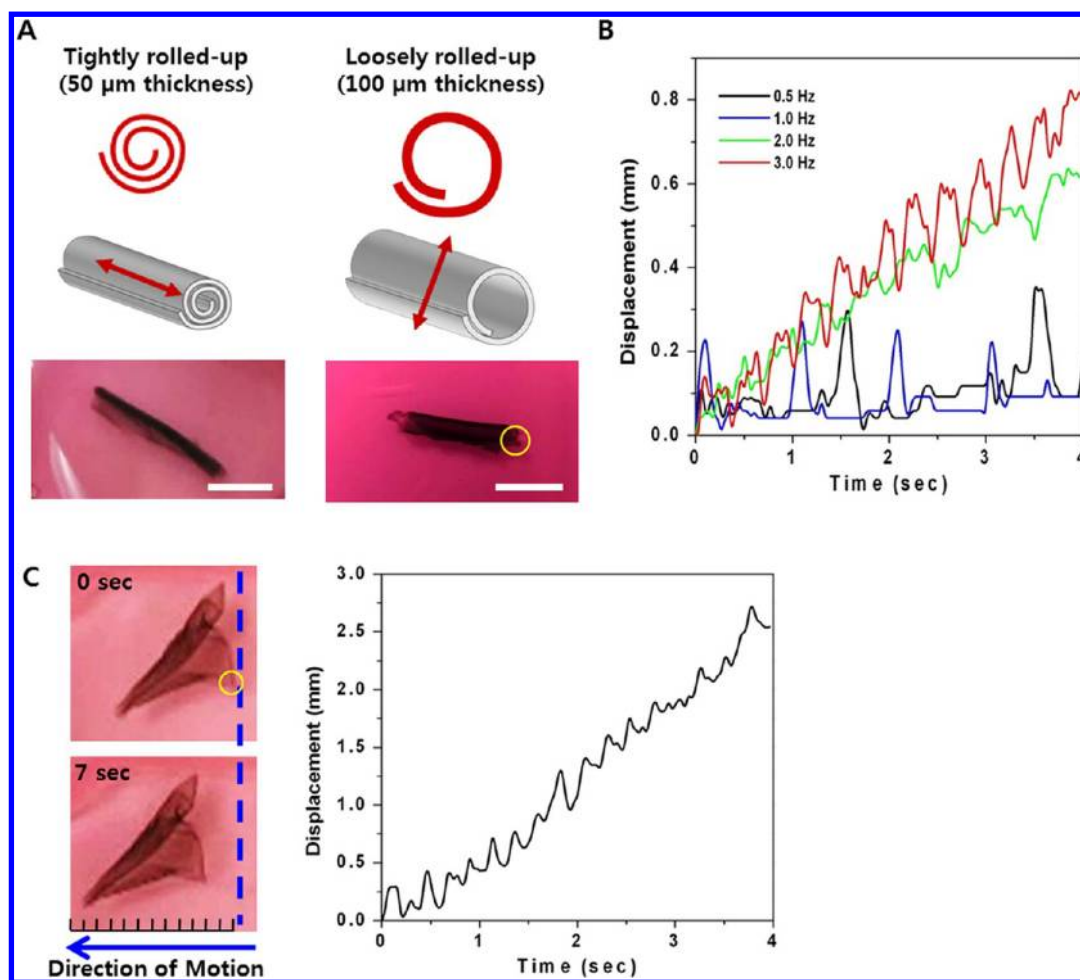 A
Tightly rolled-up
(50 µm thickness)
Loosely rolled-up
(100 µm thickness)
B
0.5 Hz
1.0 Hz
2.0 Hz
3.0 Hz
Displacement (mm)
0.8
0.6
0.4
0.2
0.0
0 1 2 3 4
Time (sec)
C
0 sec
7 sec
Direction of Motion
Displacement (mm)
3.0
2.5
2.0
1.5
1.0
0.5
0.0
0 1 2 3 4
Time (sec)